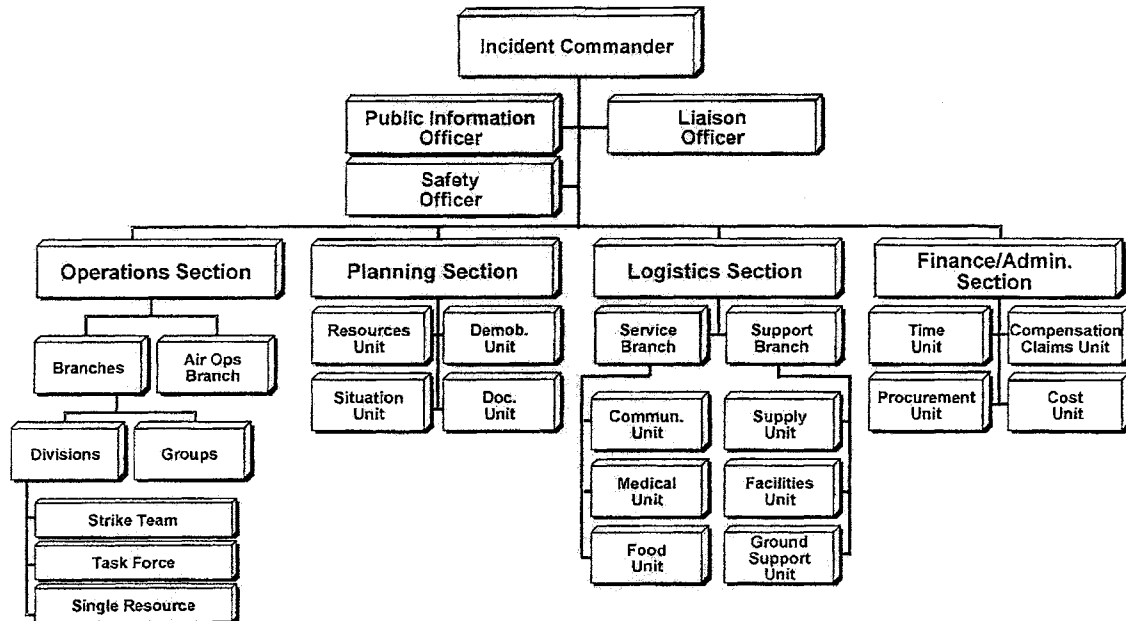 Incident Commander
Public Information
Officer
Liaison
Officer
Safety
Officer
Operations Section
Planning Section
Logistics Section
Finance/Admin.
Section
Branches
Air Ops
Branch
Divisions
Groups
Strike Team
Task Force
Single Resource
Resources
Unit
Demob.
Unit
Situation
Unit
Doc.
Unit
Service
Branch
Support
Branch
Commun.
Unit
Supply
Unit
Medical
Unit
Facilities
Unit
Food
Unit
Ground
Support
Unit
Time
Unit
Compensation
Claims Unit
Procurement
Unit
Cost
Unit